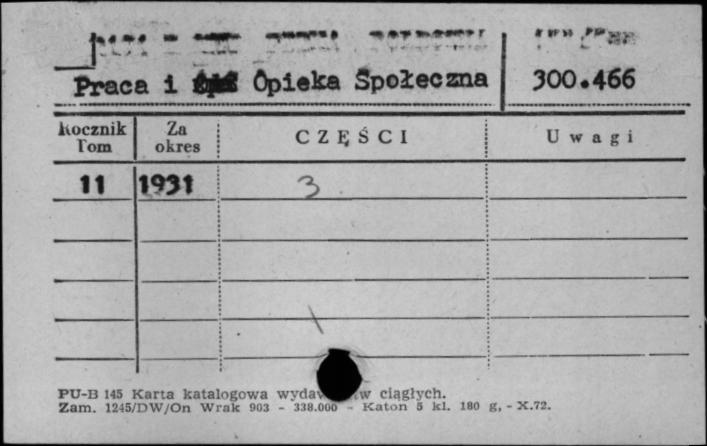 Praca i Opieka Społeczna 300.466
Rocznik Tom Za okres CZĘŚCI Uwagi
11 1931 3
PU-B 145 Karta katalogowa ciągłych.
Zam. 1245/DW/On Wrak 903 - 338.000 - Katon 5 kl. 180 g, - X.72.